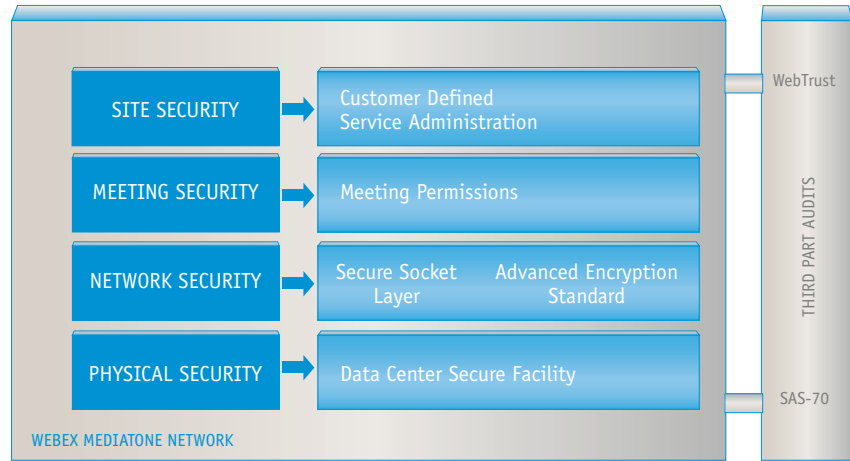 SITE SECURITY
Customer Defined
Service Administration
MEETING SECURITY
Meeting Permissions
NETWORK SECURITY
Secure Socket
Layer
Advanced Encryption
Standard
PHYSICAL SECURITY
Data Center Secure Facility
WEBEX MEDIATONE NETWORK
WebTrust
THIRD PART AUDITS
SAS-70